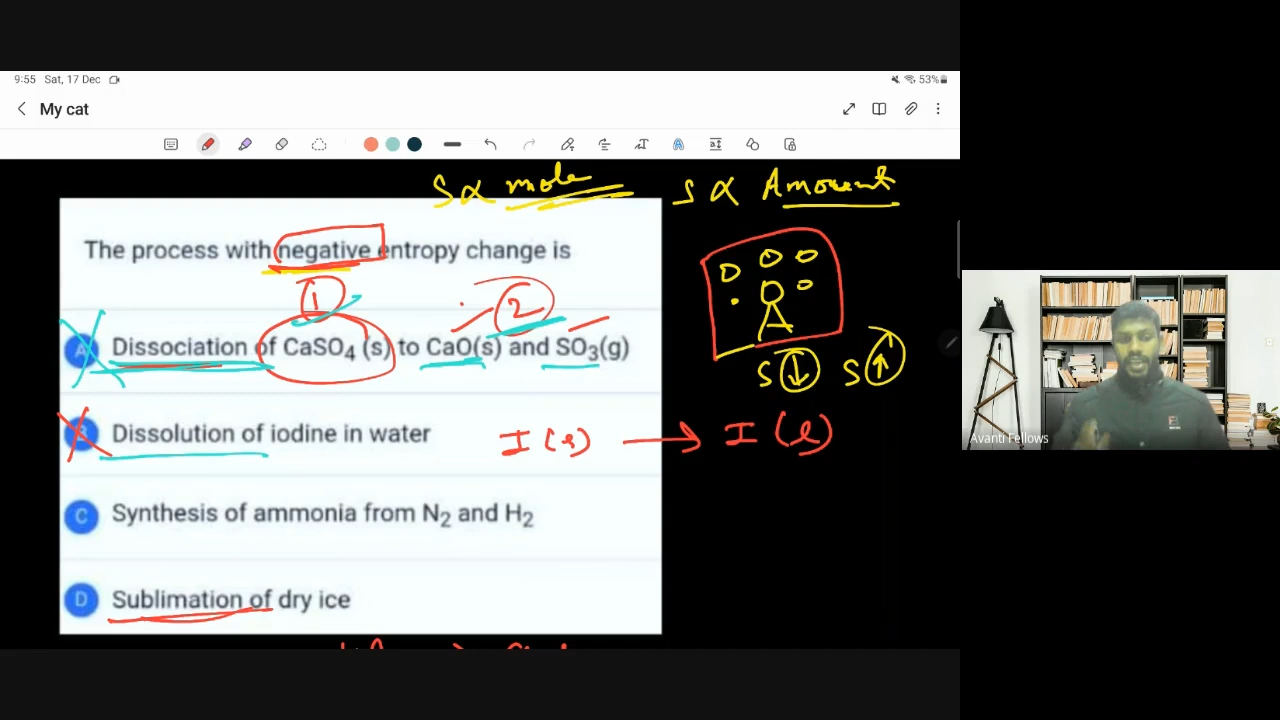 9:55 Sat, 17 Dec
53%
My cat
S ∝ mole
S ∝ Amount
The process with negative entropy change is
1
2
A Dissociation of CaSO4 (s) to CaO(s) and SO3(g)
S ↓ S ↑
B Dissolution of iodine in water
I (s) → I (l)
C Synthesis of ammonia from N2 and H2
D Sublimation of dry ice
Avanti Fellows